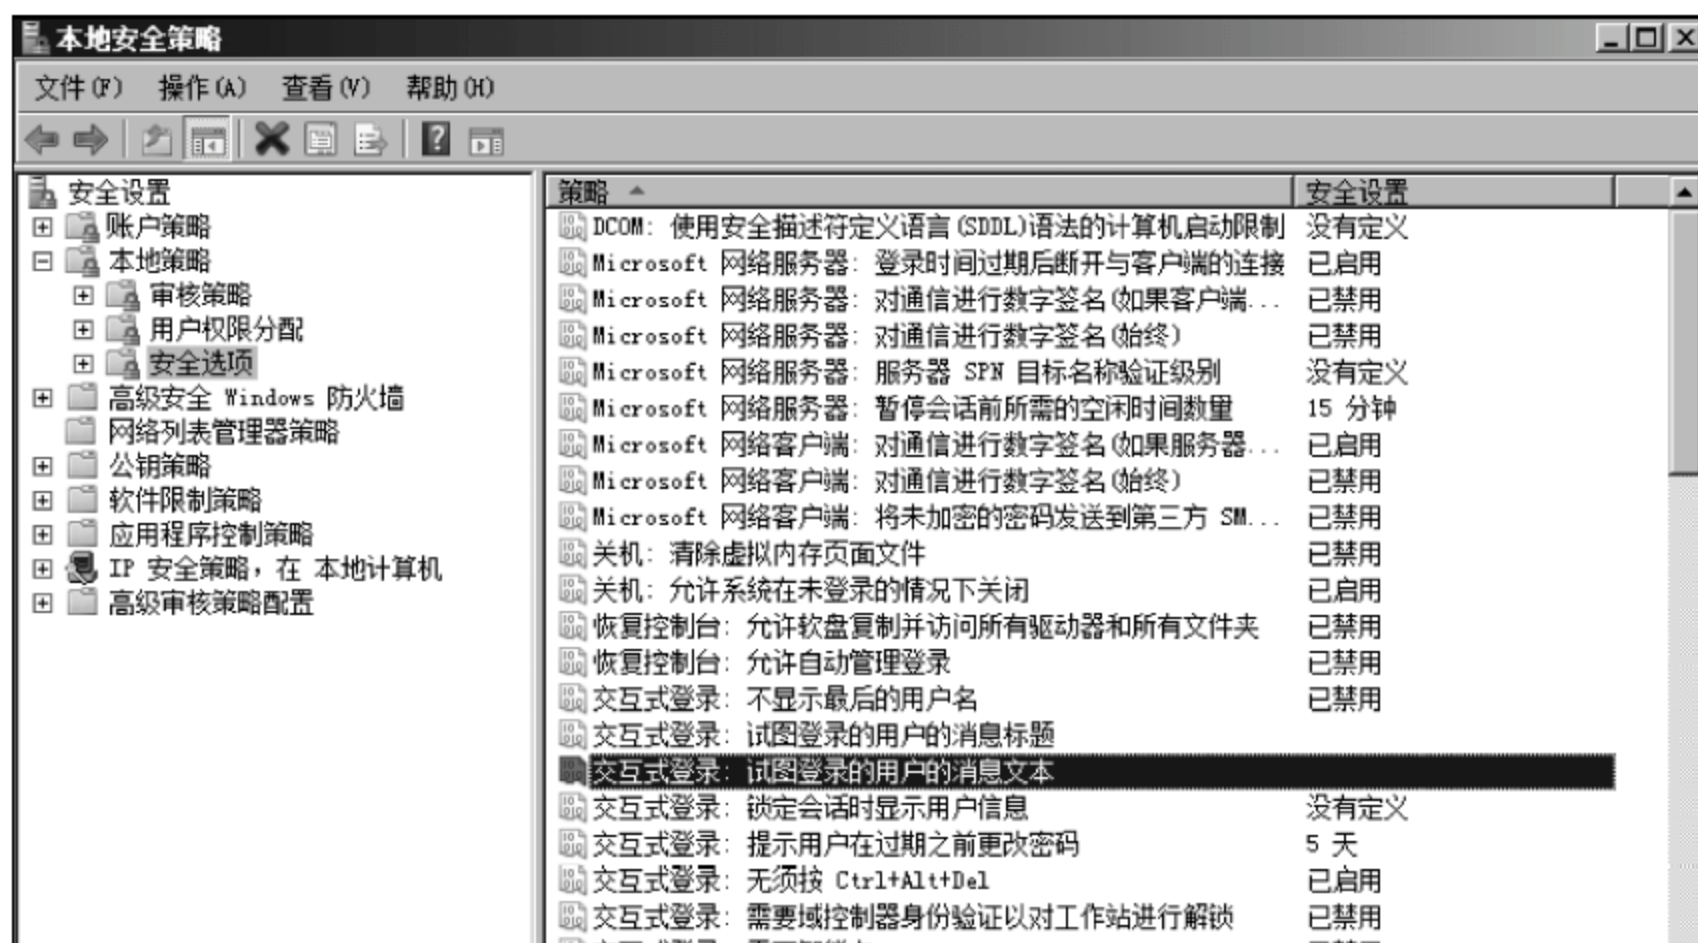 本地安全策略
文件(F) 操作(A) 查看(V) 帮助(H)
安全设置
账户策略
本地策略
审核策略
用户权限分配
安全选项
高级安全 Windows 防火墙
网络列表管理器策略
公钥策略
软件限制策略
应用程序控制策略
IP 安全策略，在 本地计算机
高级审核策略配置
策略 安全设置
DCOM: 使用安全描述符定义语言(SDDL)语法的计算机启动限制 没有定义
Microsoft 网络服务器: 登录时间过期后断开与客户端的连接 已启用
Microsoft 网络服务器: 对通信进行数字签名(如果客户端... 已禁用
Microsoft 网络服务器: 对通信进行数字签名(始终) 已禁用
Microsoft 网络服务器: 服务器 SPN 目标名称验证级别 没有定义
Microsoft 网络服务器: 暂停会话前所需的空闲时间数量 15 分钟
Microsoft 网络客户端: 对通信进行数字签名(如果服务器... 已启用
Microsoft 网络客户端: 对通信进行数字签名(始终) 已禁用
Microsoft 网络客户端: 将未加密的密码发送到第三方 SM... 已禁用
关机: 清除虚拟内存页面文件 已禁用
关机: 允许系统在未登录的情况下关闭 已启用
恢复控制台: 允许软盘复制并访问所有驱动器和所有文件夹 已禁用
恢复控制台: 允许自动管理登录 已禁用
交互式登录: 不显示最后的用户名 已禁用
交互式登录: 试图登录的用户的消息标题
交互式登录: 试图登录的用户的消息文本
交互式登录: 锁定会话时显示用户信息 没有定义
交互式登录: 提示用户在过期之前更改密码 5 天
交互式登录: 无须按 Ctrl+Alt+Del 已启用
交互式登录: 需要域控制器身份验证以对工作站进行解锁 已禁用